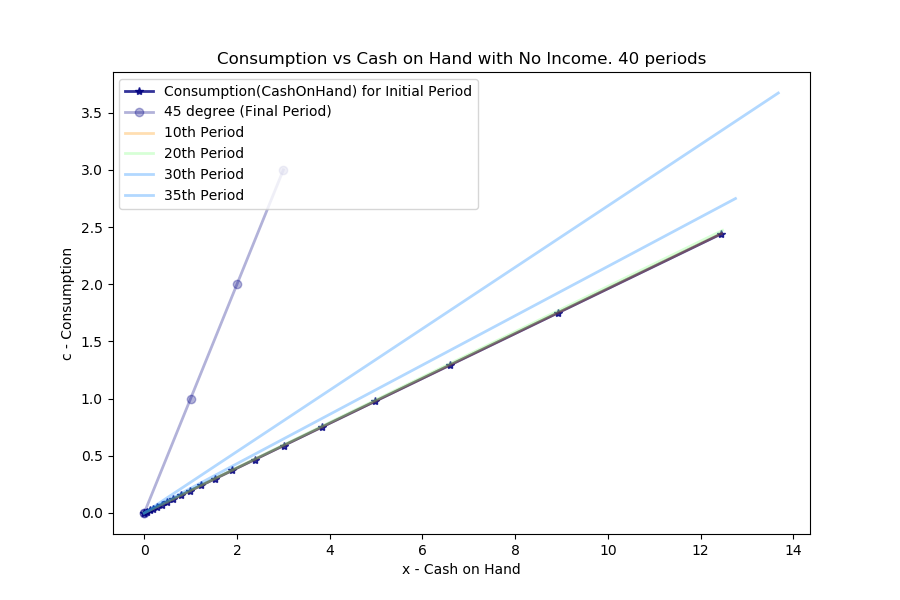 Consumption vs Cash on Hand with No Income. 40 periods
Consumption(CashOnHand) for Initial Period
45 degree (Final Period)
10th Period
20th Period
30th Period
35th Period
3.5
3.0
2.5
2.0
1.5
1.0
0.5
0.0
c - Consumption
0 2 4 6 8 10 12 14
x - Cash on Hand